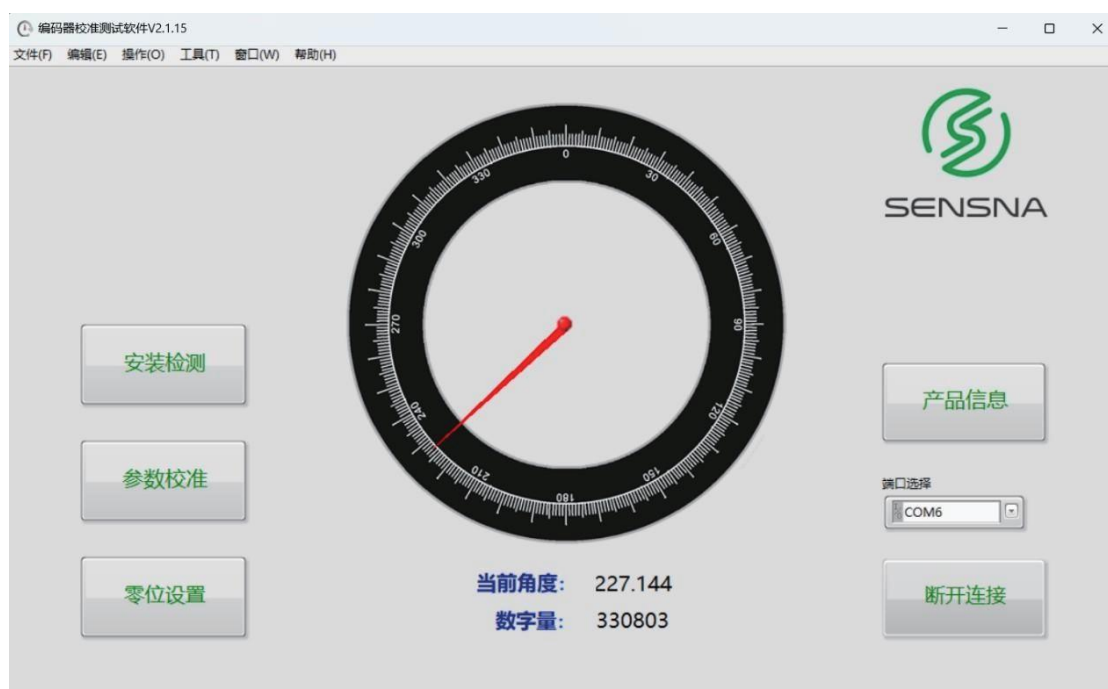 编码器校准测试软件V2.1.15
文件(F) 编辑(E) 操作(O) 工具(T) 窗口(W) 帮助(H)
SENSNA
0
30
60
90
120
150
180
210
240
270
300
330
安装检测
参数校准
零位设置
产品信息
端口选择
COM6
断开连接
当前角度: 227.144
数字量: 330803